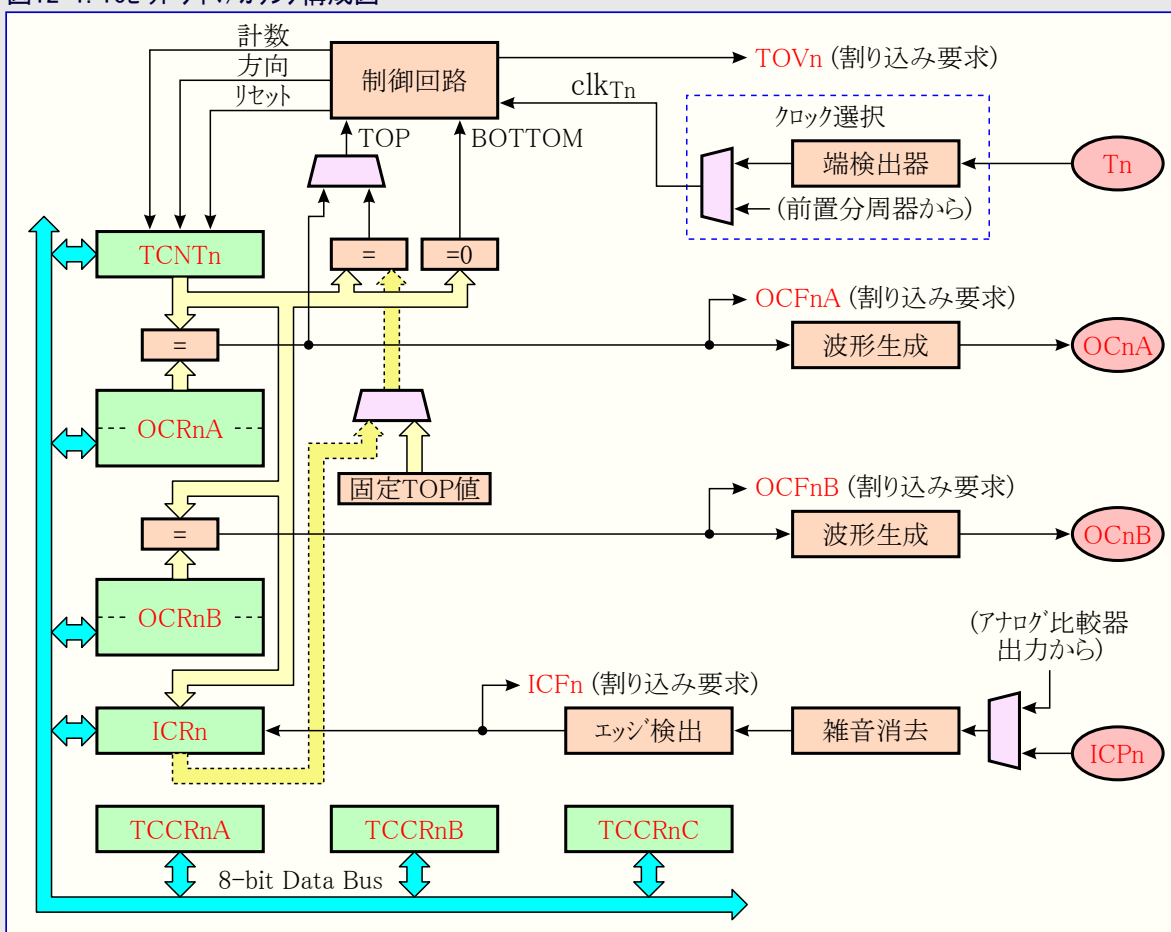 計数
方向
リセット
制御回路
TOVn (割り込み要求)
clkTn
クロック選択
TOP
BOTTOM
端検出器
Tn
(前置分周器から)
TCNTn
=
=0
OCFnA (割り込み要求)
=
波形生成
OCnA
OCRnA
固定TOP値
OCFnB (割り込み要求)
=
波形生成
OCnB
OCRnB
(アナログ比較器
出力から)
ICFn (割り込み要求)
ICRn
エッジ検出
雑音消去
ICPn
TCCRnA
TCCRnB
TCCRnC
8-bit Data Bus